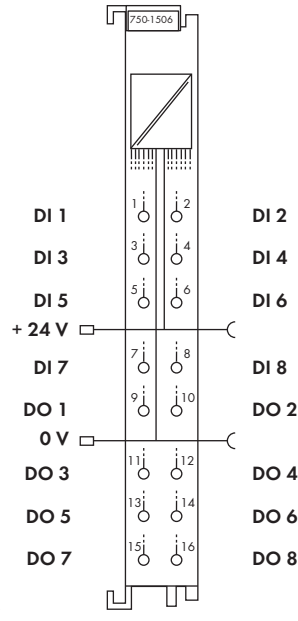 750-1506
DI 1 1 2 DI 2
DI 3 3 4 DI 4
DI 5 5 6 DI 6
+ 24 V
DI 7 7 8 DI 8
DO 1 9 10 DO 2
0 V
DO 3 11 12 DO 4
DO 5 13 14 DO 6
DO 7 15 16 DO 8